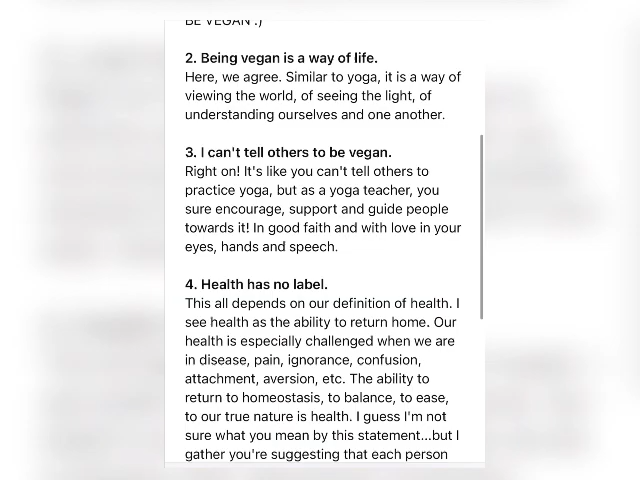 BE VEGAN :)
2. Being vegan is a way of life.
Here, we agree. Similar to yoga, it is a way of
viewing the world, of seeing the light, of
understanding ourselves and one another.
3. I can't tell others to be vegan.
Right on! It's like you can't tell others to
practice yoga, but as a yoga teacher, you
sure encourage, support and guide people
towards it! In good faith and with love in your
eyes, hands and speech.
4. Health has no label.
This all depends on our definition of health. I
see health as the ability to return home. Our
health is especially challenged when we are
in disease, pain, ignorance, confusion,
attachment, aversion, etc. The ability to
return to homeostasis, to balance, to ease,
to our true nature is health. I guess I'm not
sure what you mean by this statement...but I
gather you're suggesting that each person